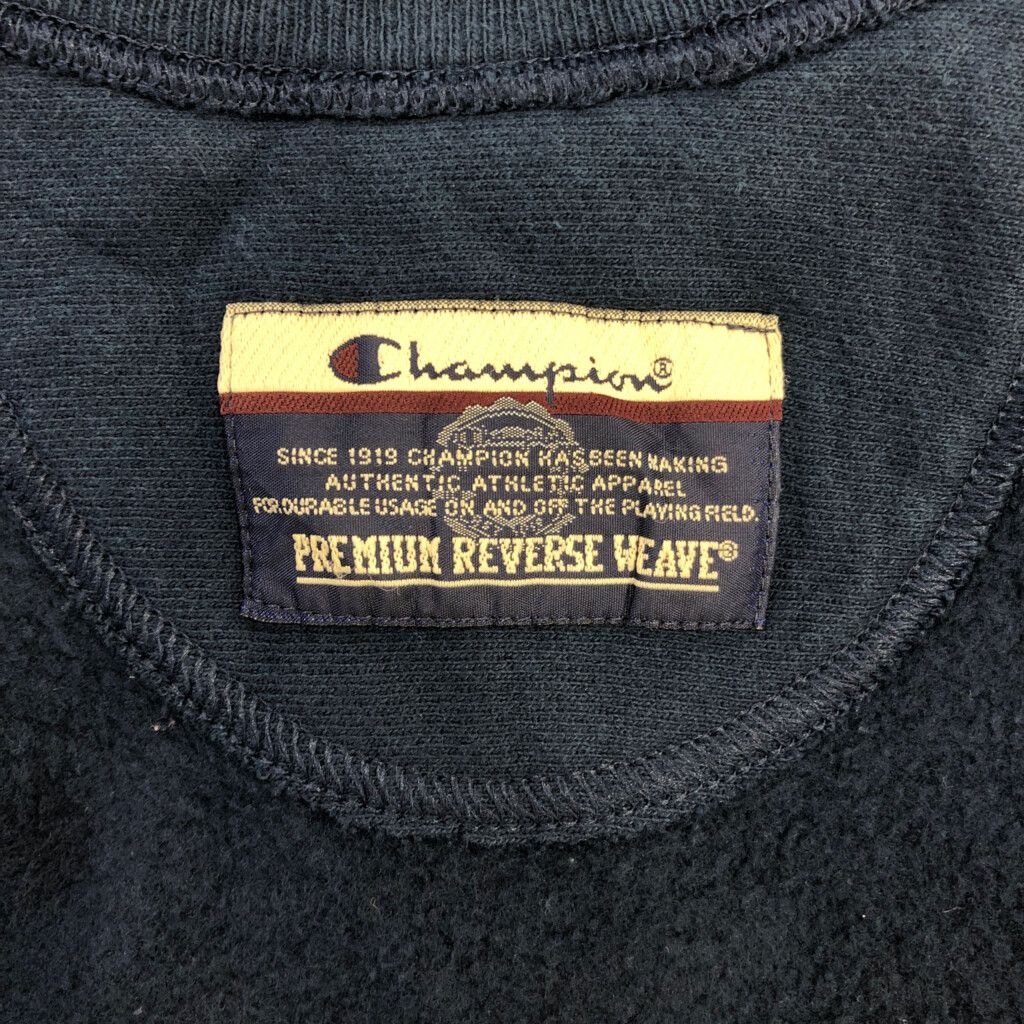 Champion®
SINCE 1919 CHAMPION HAS BEEN MAKING
AUTHENTIC ATHLETIC APPAREL
FOR DURABLE USAGE ON AND OFF THE PLAYING FIELD.
PREMIUM REVERSE WEAVE®